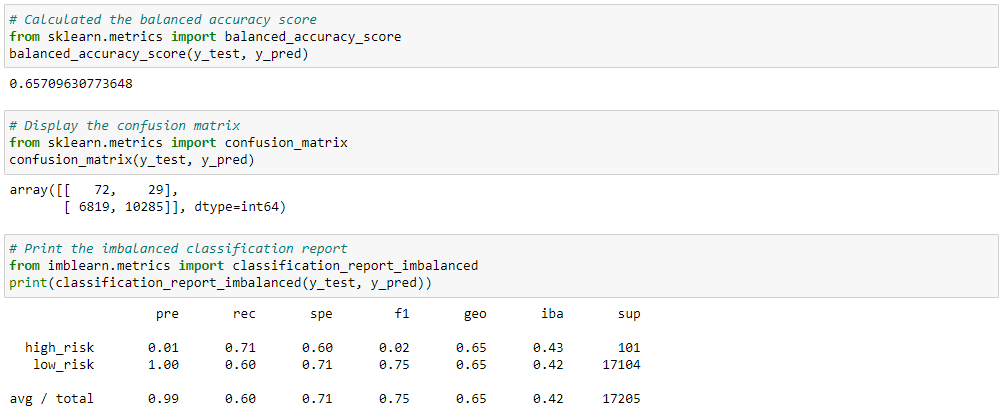 # Calculated the balanced accuracy score
from sklearn.metrics import balanced_accuracy_score
balanced_accuracy_score(y_test, y_pred)
0.65709630773648
# Display the confusion matrix
from sklearn.metrics import confusion_matrix
confusion_matrix(y_test, y_pred)
array([[   72,    29],
       [ 6819, 10285]], dtype=int64)
# Print the imbalanced classification report
from imblearn.metrics import classification_report_imbalanced
print(classification_report_imbalanced(y_test, y_pred))
                   pre       rec       spe        f1       geo       iba       sup
  high_risk       0.01      0.71      0.60      0.02      0.65      0.43       101
   low_risk       1.00      0.60      0.71      0.75      0.65      0.42     17104
avg / total       0.99      0.60      0.71      0.75      0.65      0.42     17205